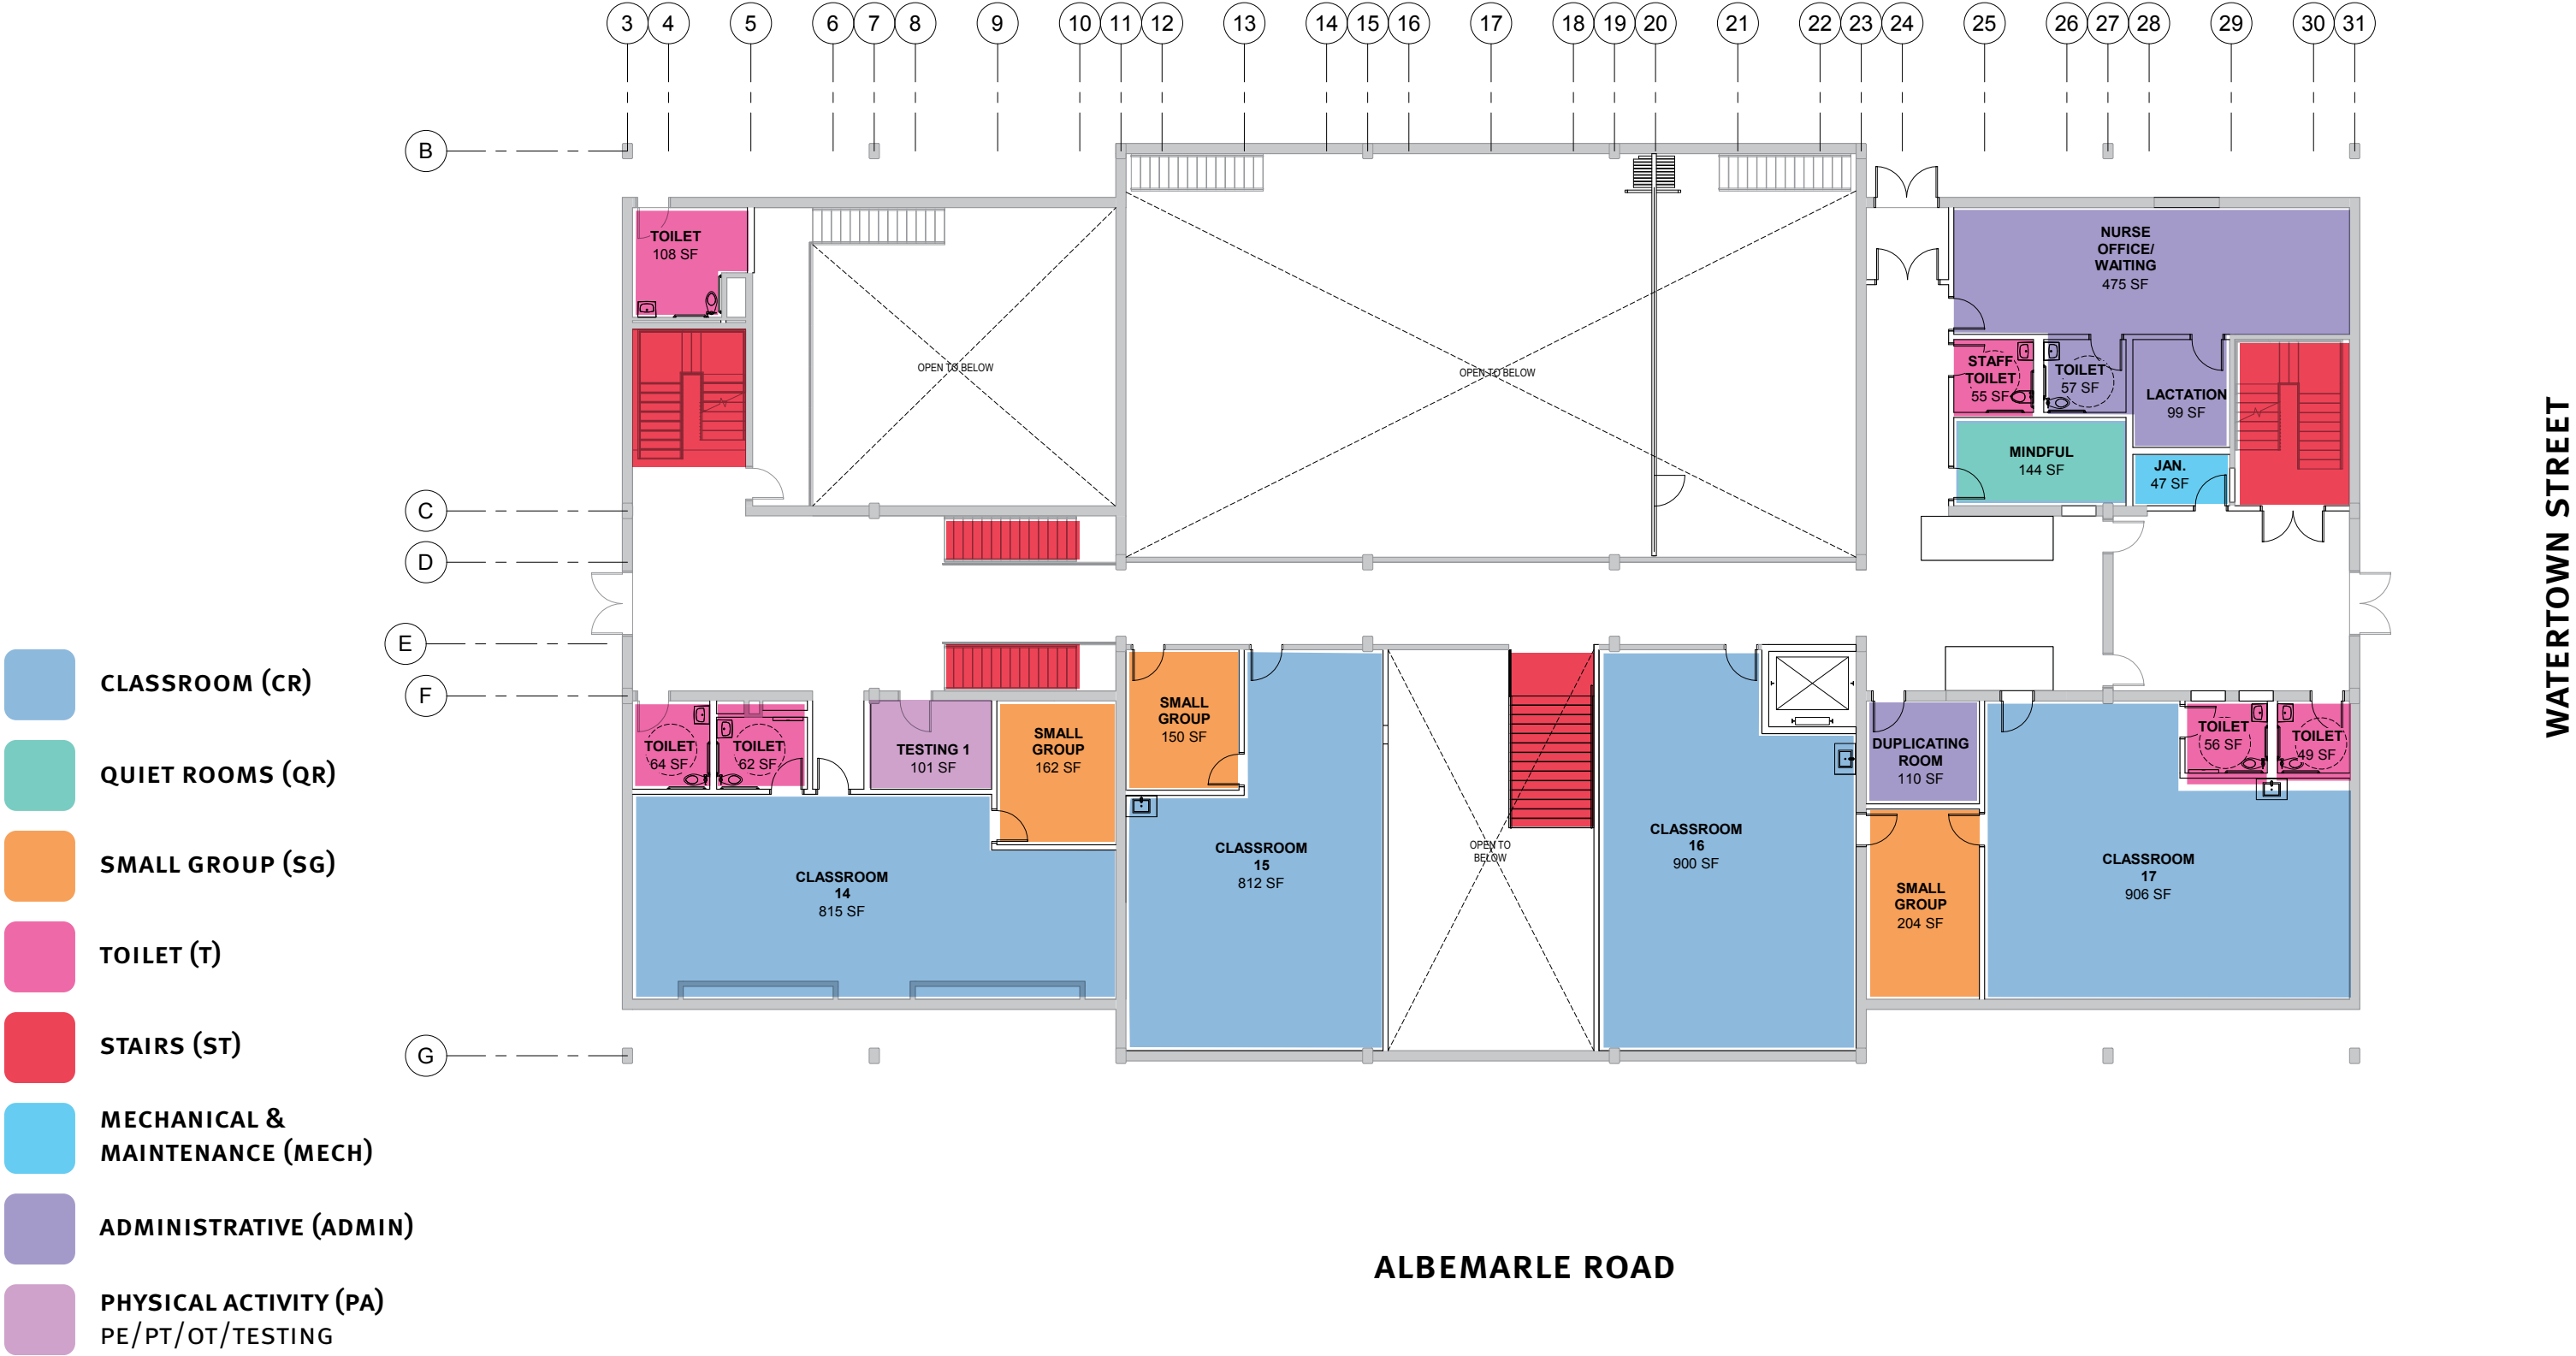 3 4 5 6 7 8 9 10 11 12 13 14 15 16 17 18 19 20 21 22 23 24 25 26 27 28 29 30 31
B
C
D
E
F
G
TOILET
108 SF
OPEN TO BELOW
OPEN TO BELOW
NURSE
OFFICE/
WAITING
475 SF
STAFF
TOILET
55 SF
TOILET
57 SF
LACTATION
99 SF
MINDFUL
144 SF
JAN.
47 SF
TOILET
64 SF
TOILET
62 SF
TESTING 1
101 SF
SMALL
GROUP
162 SF
SMALL
GROUP
150 SF
CLASSROOM
14
815 SF
CLASSROOM
15
812 SF
OPEN TO
BELOW
CLASSROOM
16
900 SF
DUPLICATING
ROOM
110 SF
SMALL
GROUP
204 SF
TOILET
56 SF
TOILET
49 SF
CLASSROOM
17
906 SF
WATERTOWN STREET
ALBEMARLE ROAD
CLASSROOM (CR)
QUIET ROOMS (QR)
SMALL GROUP (SG)
TOILET (T)
STAIRS (ST)
MECHANICAL &
MAINTENANCE (MECH)
ADMINISTRATIVE (ADMIN)
PHYSICAL ACTIVITY (PA)
PE/PT/OT/TESTING